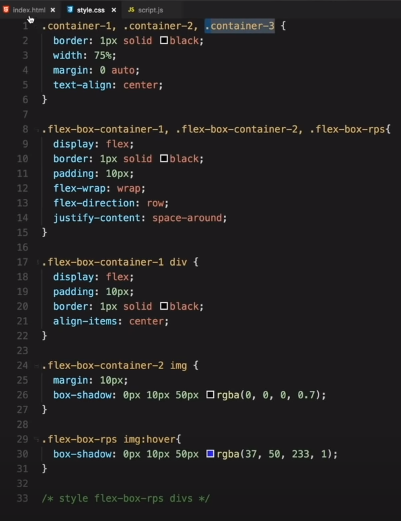 index.html × style.css × script.js
1 .container-1, .container-2, .container-3 {
2 border: 1px solid black;
3 width: 75%;
4 margin: 0 auto;
5 text-align: center;
6 }
7
8 .flex-box-container-1, .flex-box-container-2, .flex-box-rps{
9 display: flex;
10 border: 1px solid black;
11 padding: 10px;
12 flex-wrap: wrap;
13 flex-direction: row;
14 justify-content: space-around;
15 }
16
17 .flex-box-container-1 div {
18 display: flex;
19 padding: 10px;
20 border: 1px solid black;
21 align-items: center;
22 }
23
24 .flex-box-container-2 img {
25 margin: 10px;
26 box-shadow: 0px 10px 50px rgba(0, 0, 0, 0.7);
27 }
28
29 .flex-box-rps img:hover{
30 box-shadow: 0px 10px 50px rgba(37, 50, 233, 1);
31 }
32
33 /* style flex-box-rps divs */